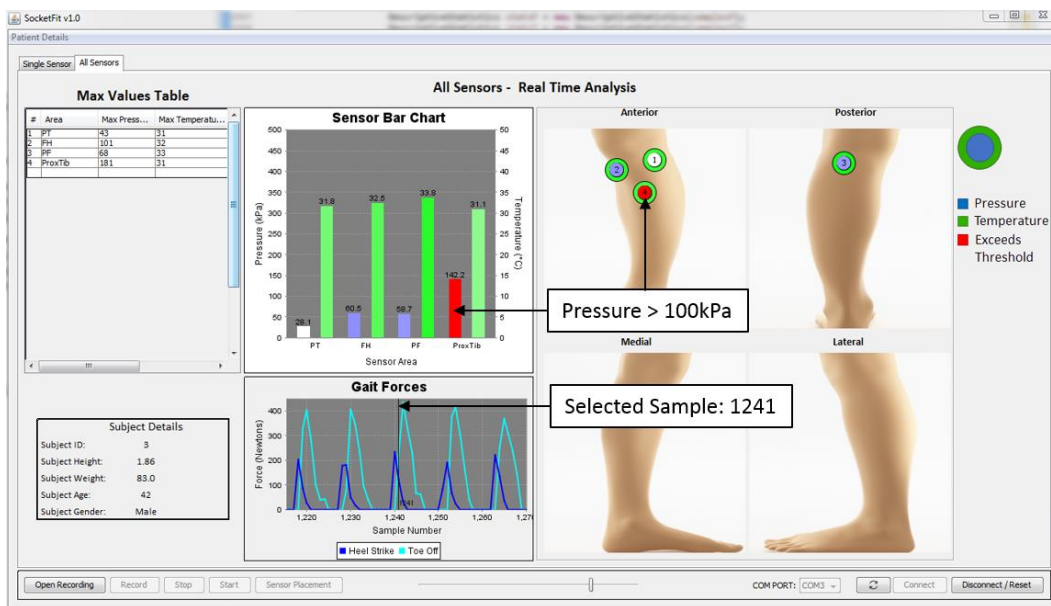 SocketFit v1.0
Patient Details
Single Sensor All Sensors
All Sensors - Real Time Analysis
Max Values Table
# Area Max Press... Max Temperatu...
1 PT 43 31
2 FH 101 32
3 PF 68 33
4 ProxTib 181 31
Sensor Bar Chart
500 50
450 45
400 40
350 35
300 30
250 25
200 20
150 15
100 10
50 5
0 0
Pressure (kPa)
Temperature (°C)
28.1 31.8 60.5 32.5 58.7 33.8 142.2 31.1
PT FH PF ProxTib
Sensor Area
Anterior Posterior
1
2
3
Pressure
Temperature
Exceeds
Threshold
Pressure > 100kPa
Medial Lateral
Gait Forces
Selected Sample: 1241
400
300
200
100
0
Force (Newtons)
1241
1,220 1,230 1,240 1,250 1,260 1,270
Sample Number
Heel Strike Toe Off
Subject Details
Subject ID: 3
Subject Height: 1.86
Subject Weight: 83.0
Subject Age: 42
Subject Gender: Male
Open Recording Record Stop Start Sensor Placement COM PORT: COM3 Connect Disconnect / Reset